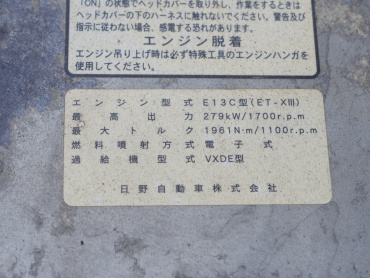 「ON」の状態でヘッドカバーを取り外し、作業をするときは
ヘッドカバーの下のハーネスに触れないでください。警告及び
指示に従わない場合、感電する恐れがあります。
エンジン脱着
エンジン吊り上げ時は必ず特殊工具のエンジンハンガを
使用してください。
エンジン型式 E13C型(ET-XIII)
最高出力 279kW/1700r.p.m
最大トルク 1961N·m/1100r.p.m
燃料噴射方式 電子式
過給機型式 VXDE型
日野自動車株式会社